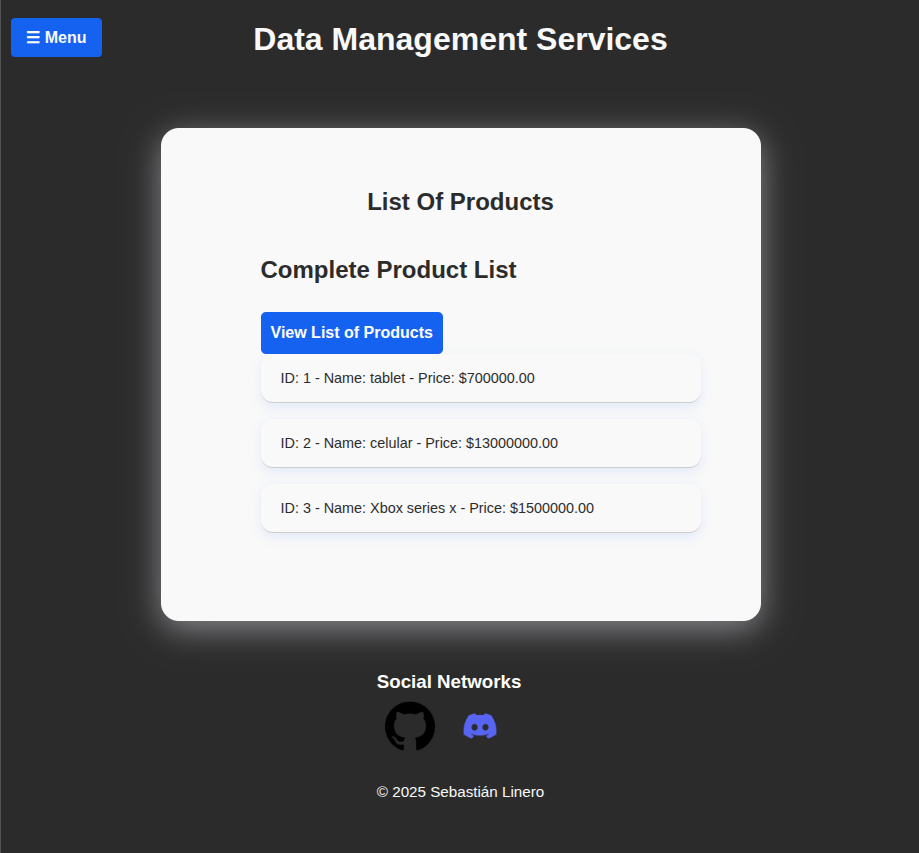 ☰ Menu
Data Management Services
List Of Products
Complete Product List
View List of Products
ID: 1 - Name: tablet - Price: $700000.00
ID: 2 - Name: celular - Price: $13000000.00
ID: 3 - Name: Xbox series x - Price: $1500000.00
Social Networks
© 2025 Sebastián Linero